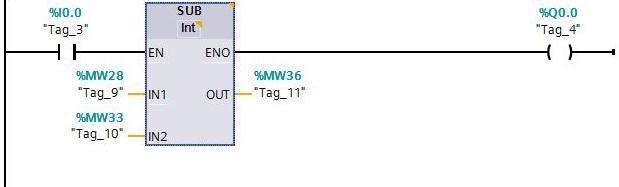 %I0.0
"Tag_3"
SUB
Int
%Q0.0
"Tag_4"
EN
ENO
%MW28
"Tag_9"
IN1
%MW36
OUT
"Tag_11"
%MW33
"Tag_10"
IN2